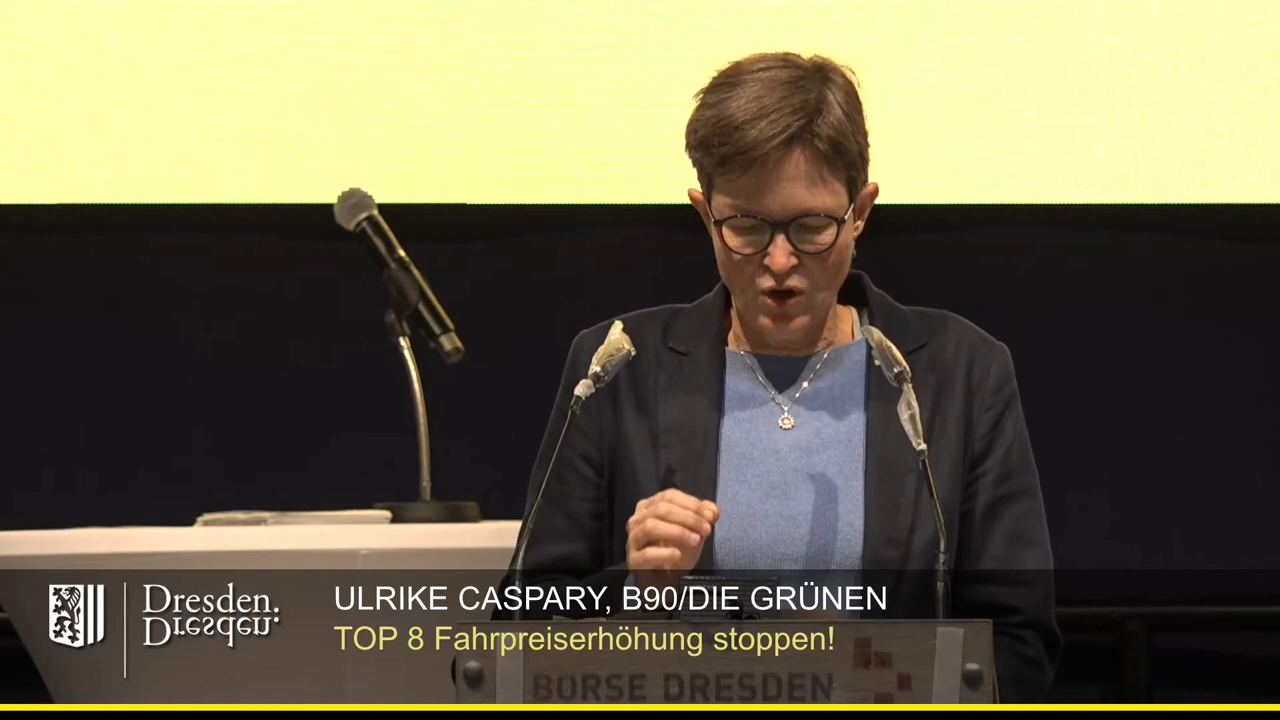 Dresden.
Dresden.
ULRIKE CASPARY, B90/DIE GRÜNEN
TOP 8 Fahrpreiserhöhung stoppen!
BÖRSE DRESDEN